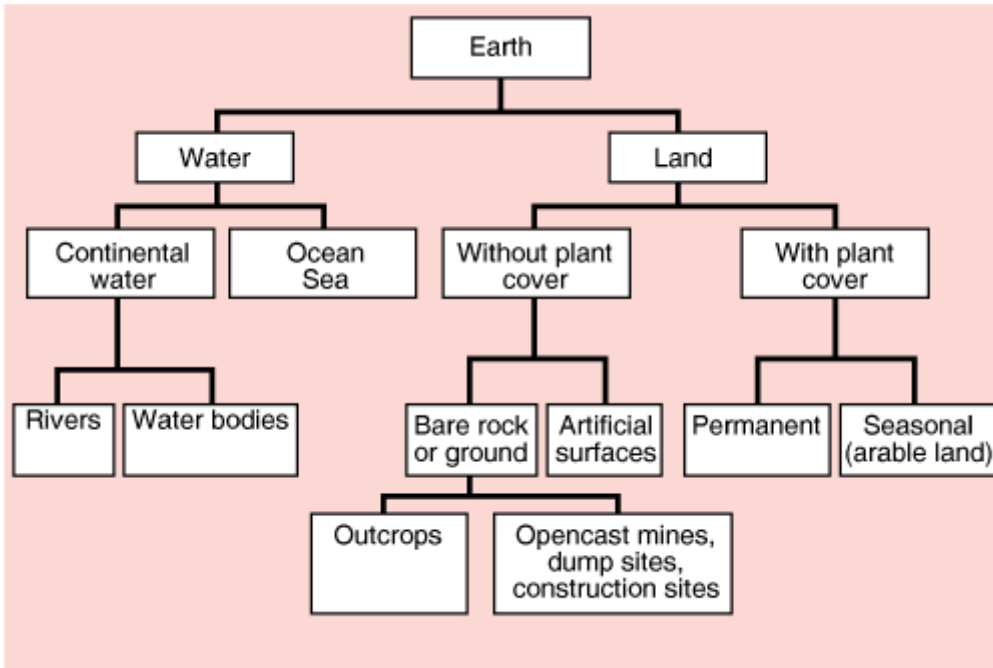 Earth
Water
Land
Continental
water
Ocean
Sea
Without plant
cover
With plant
cover
Rivers
Water bodies
Bare rock
or ground
Artificial
surfaces
Permanent
Seasonal
(arable land)
Outcrops
Opencast mines,
dump sites,
construction sites